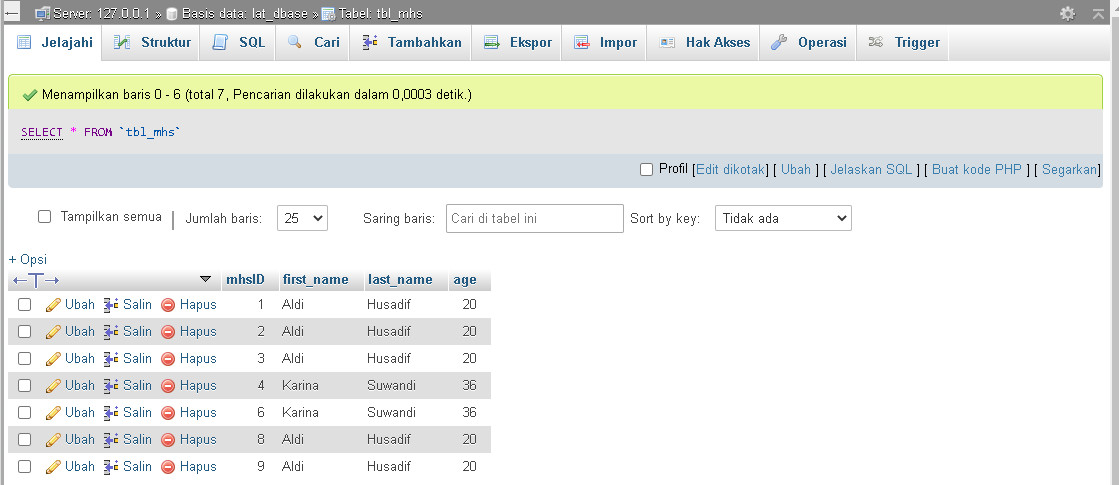 Server: 127.0.0.1 » Basis data: lat_dbase » Tabel: tbl_mhs
Jelajahi Struktur SQL Cari Tambahkan Ekspor Impor Hak Akses Operasi Trigger
Menampilkan baris 0 - 6 (total 7, Pencarian dilakukan dalam 0,0003 detik.)
SELECT * FROM `tbl_mhs`
Profil [Edit dikotak] [ Ubah ] [ Jelaskan SQL ] [ Buat kode PHP ] [ Segarkan]
Tampilkan semua | Jumlah baris: 25 Saring baris: Cari di tabel ini Sort by key: Tidak ada
+ Opsi
←T→ mhsID first_name last_name age
Ubah Salin Hapus 1 Aldi Husadif 20
Ubah Salin Hapus 2 Aldi Husadif 20
Ubah Salin Hapus 3 Aldi Husadif 20
Ubah Salin Hapus 4 Karina Suwandi 36
Ubah Salin Hapus 6 Karina Suwandi 36
Ubah Salin Hapus 8 Aldi Husadif 20
Ubah Salin Hapus 9 Aldi Husadif 20